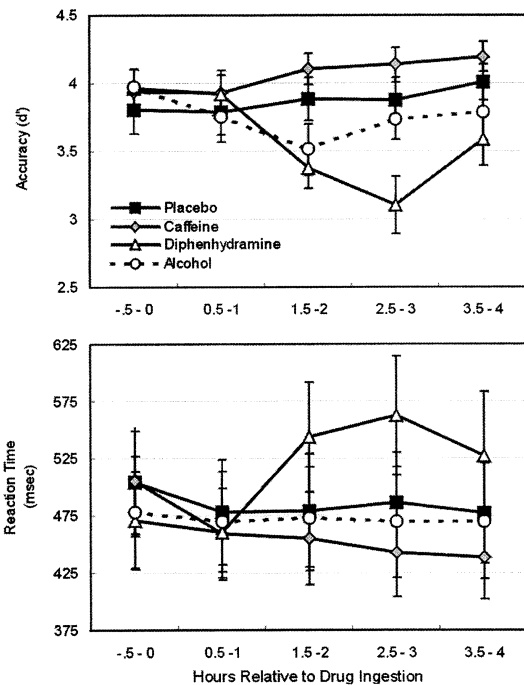 4.5
4
3.5
3
2.5
Accuracy (d')
Placebo
Caffeine
Diphenhydramine
Alcohol
-.5 - 0 0.5 -1 1.5 -2 2.5 - 3 3.5 - 4
625
575
525
475
425
375
Reaction Time
(msec)
-.5 - 0 0.5 -1 1.5 -2 2.5 - 3 3.5 - 4
Hours Relative to Drug Ingestion